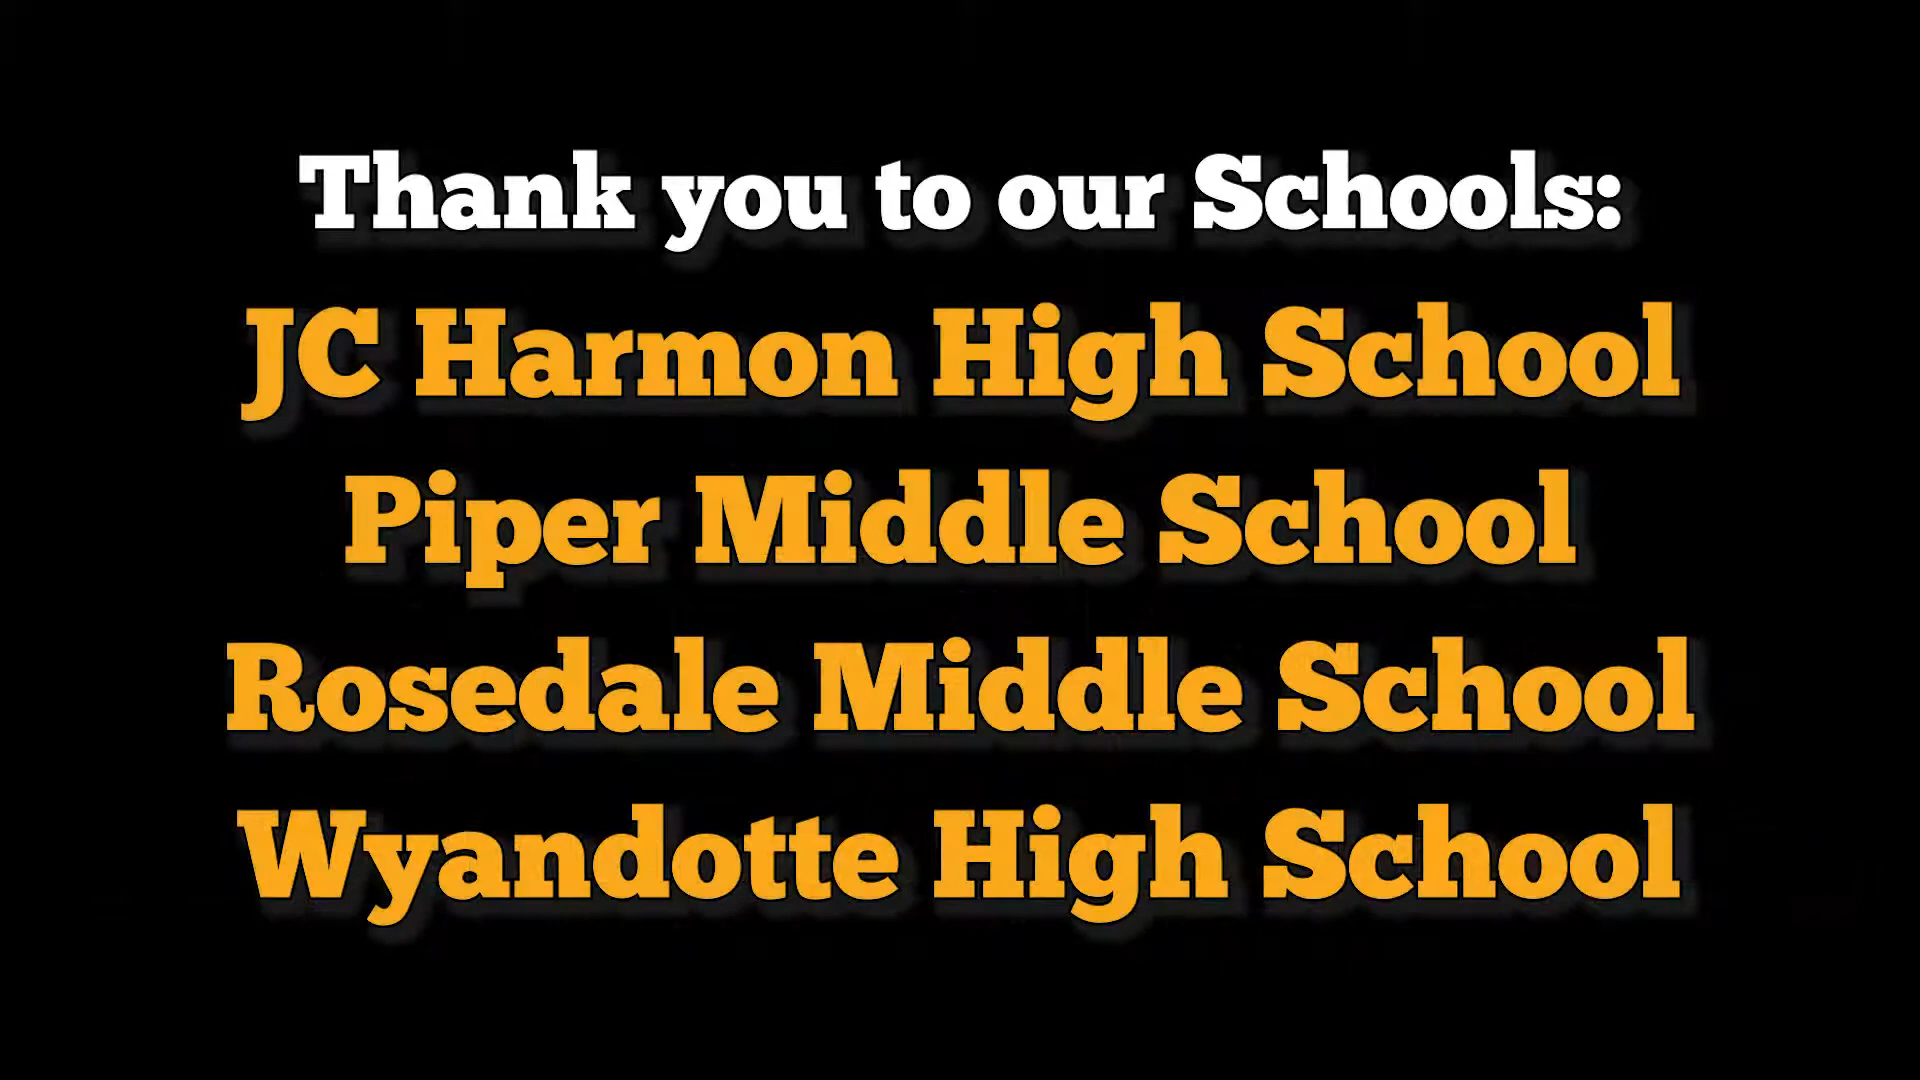 Thank you to our Schools:
JC Harmon High School
Piper Middle School
Rosedale Middle School
Wyandotte High School